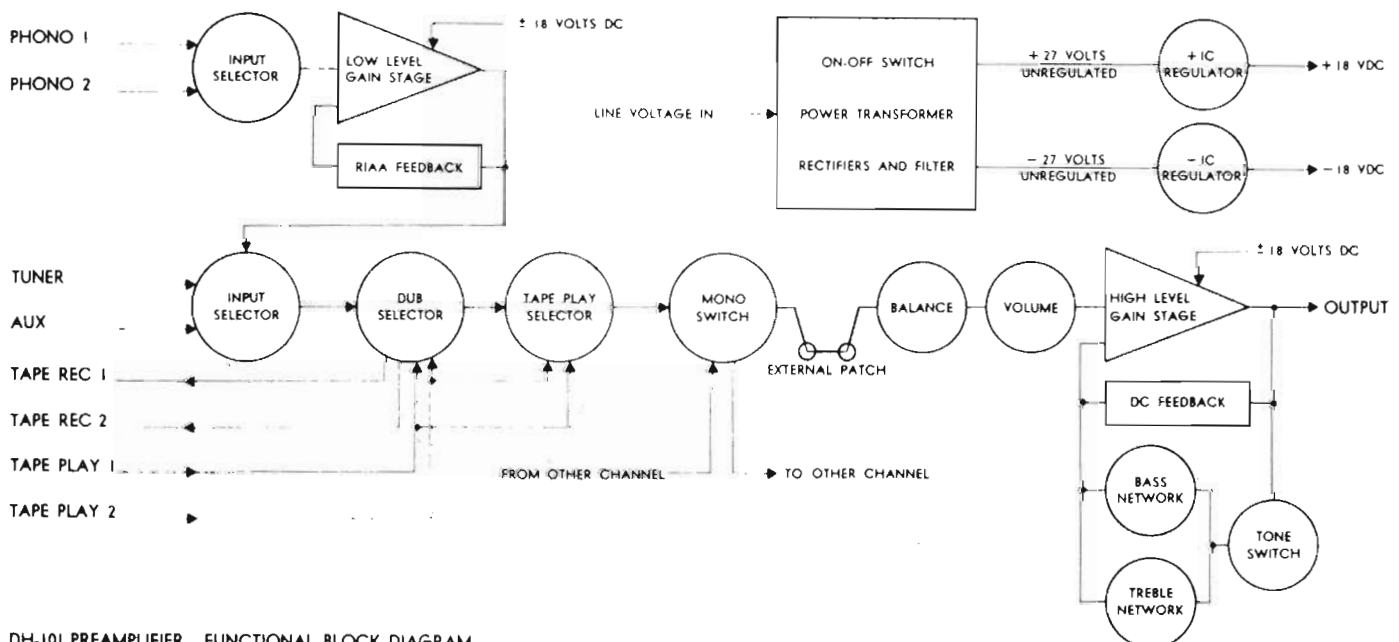 PHONO 1
PHONO 2
INPUT
SELECTOR
LOW LEVEL
GAIN STAGE
± 18 VOLTS DC
RIAA FEEDBACK
LINE VOLTAGE IN
ON-OFF SWITCH
POWER TRANSFORMER
RECTIFIERS AND FILTER
+ 27 VOLTS
UNREGULATED
+ IC
REGULATOR
+ 18 VDC
− 27 VOLTS
UNREGULATED
− IC
REGULATOR
− 18 VDC
TUNER
AUX
TAPE REC 1
TAPE REC 2
TAPE PLAY 1
TAPE PLAY 2
INPUT
SELECTOR
DUB
SELECTOR
TAPE PLAY
SELECTOR
MONO
SWITCH
EXTERNAL PATCH
FROM OTHER CHANNEL
TO OTHER CHANNEL
BALANCE
VOLUME
HIGH LEVEL
GAIN STAGE
± 18 VOLTS DC
OUTPUT
DC FEEDBACK
BASS
NETWORK
TREBLE
NETWORK
TONE
SWITCH
DH-101 PREAMPLIFIER FUNCTIONAL BLOCK DIAGRAM